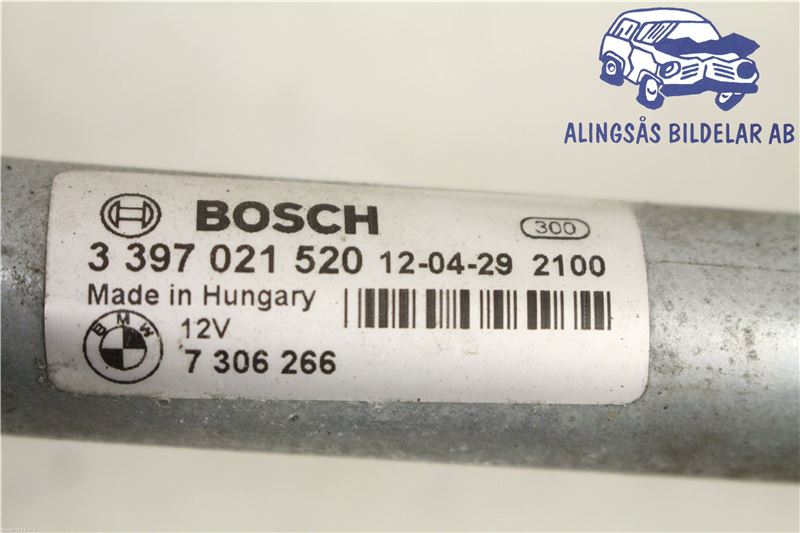 ALINGSÅS BILDELAR AB
BOSCH
300
3 397 021 520 12-04-29 2100
Made in Hungary
BMW
12V
7 306 266